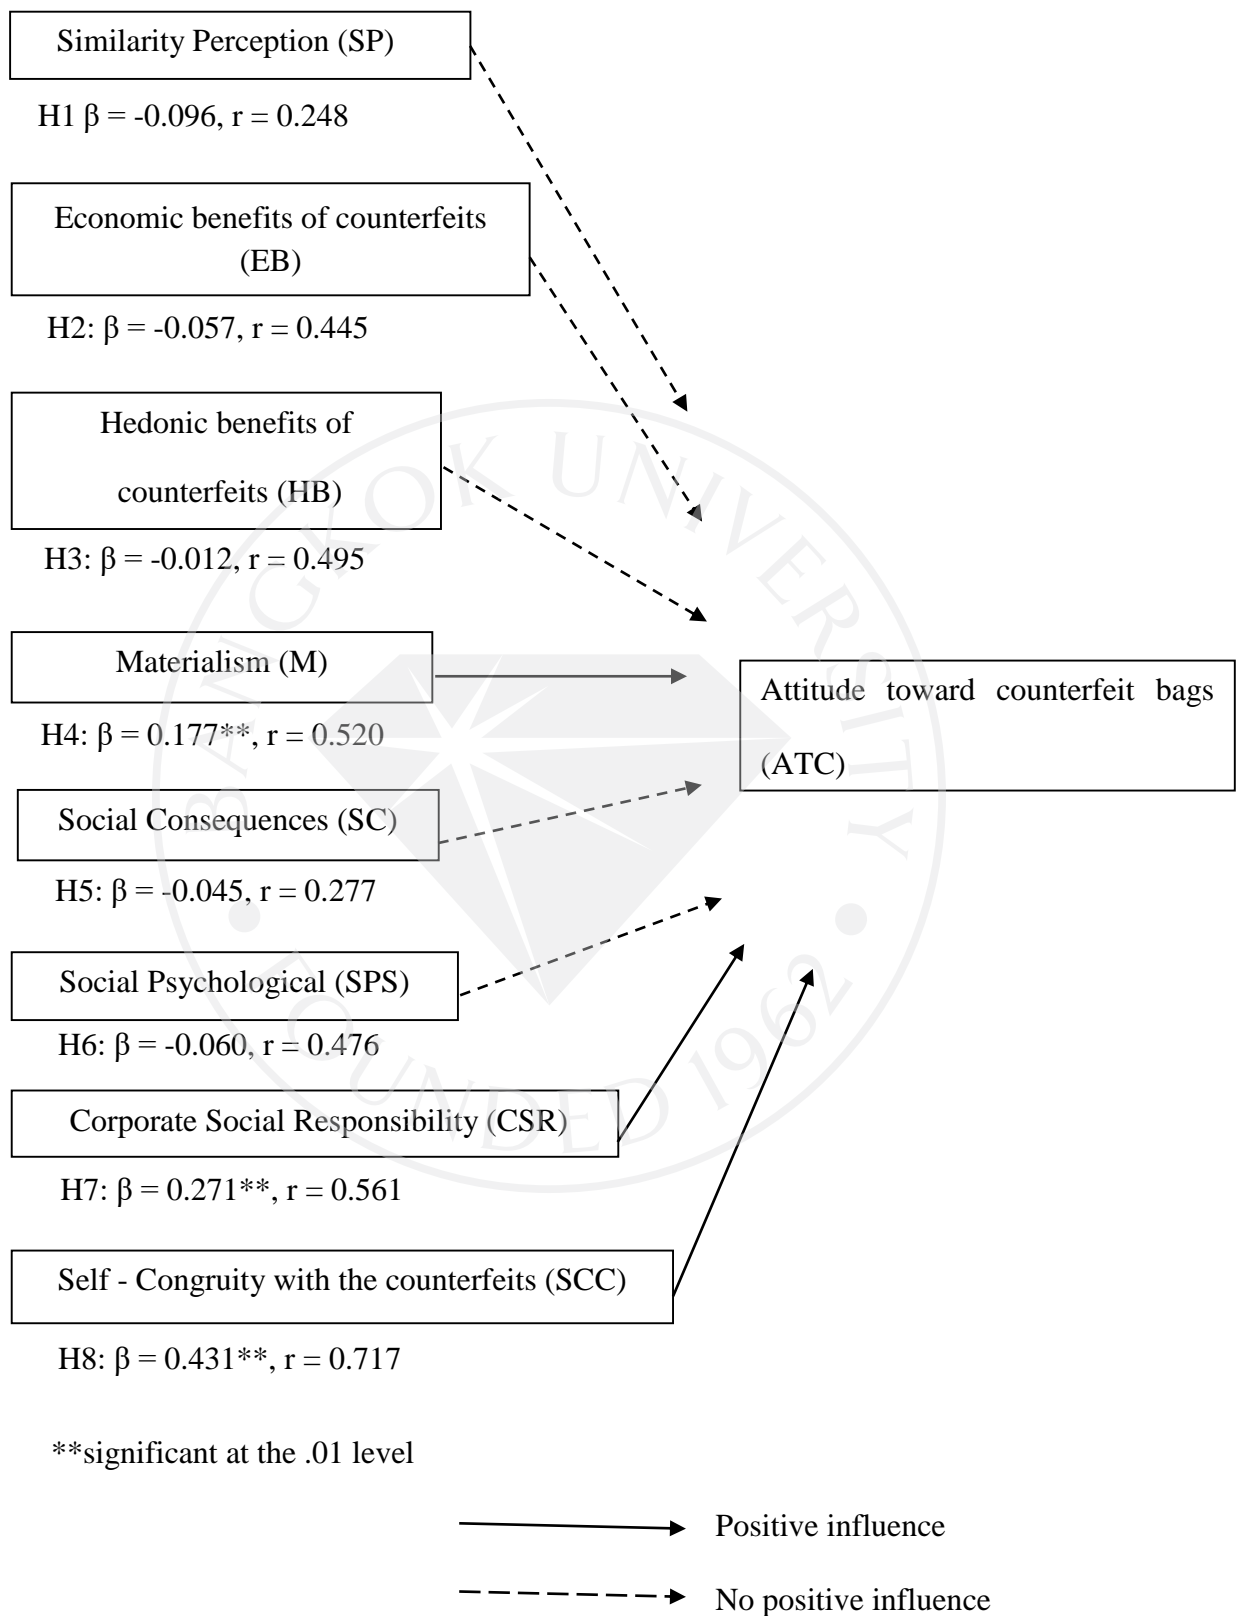 Similarity Perception (SP)
H1 β = -0.096, r = 0.248
Economic benefits of counterfeits
(EB)
H2: β = -0.057, r = 0.445
Hedonic benefits of
counterfeits (HB)
H3: β = -0.012, r = 0.495
Materialism (M)
H4: β = 0.177**, r = 0.520
Attitude toward counterfeit bags
(ATC)
Social Consequences (SC)
H5: β = -0.045, r = 0.277
Social Psychological (SPS)
H6: β = -0.060, r = 0.476
Corporate Social Responsibility (CSR)
H7: β = 0.271**, r = 0.561
Self - Congruity with the counterfeits (SCC)
H8: β = 0.431**, r = 0.717
**significant at the .01 level
Positive influence
No positive influence
BANGKOK UNIVERSITY
FOUNDED 1962